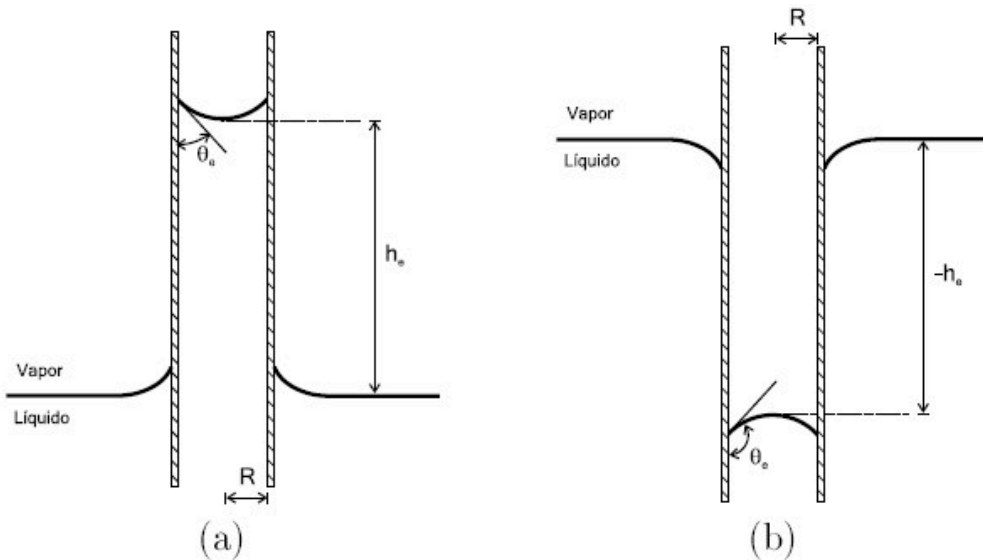 Vapor
Líquido
θₑ
hₑ
R
(a)
R
Vapor
Líquido
-hₑ
θₑ
(b)